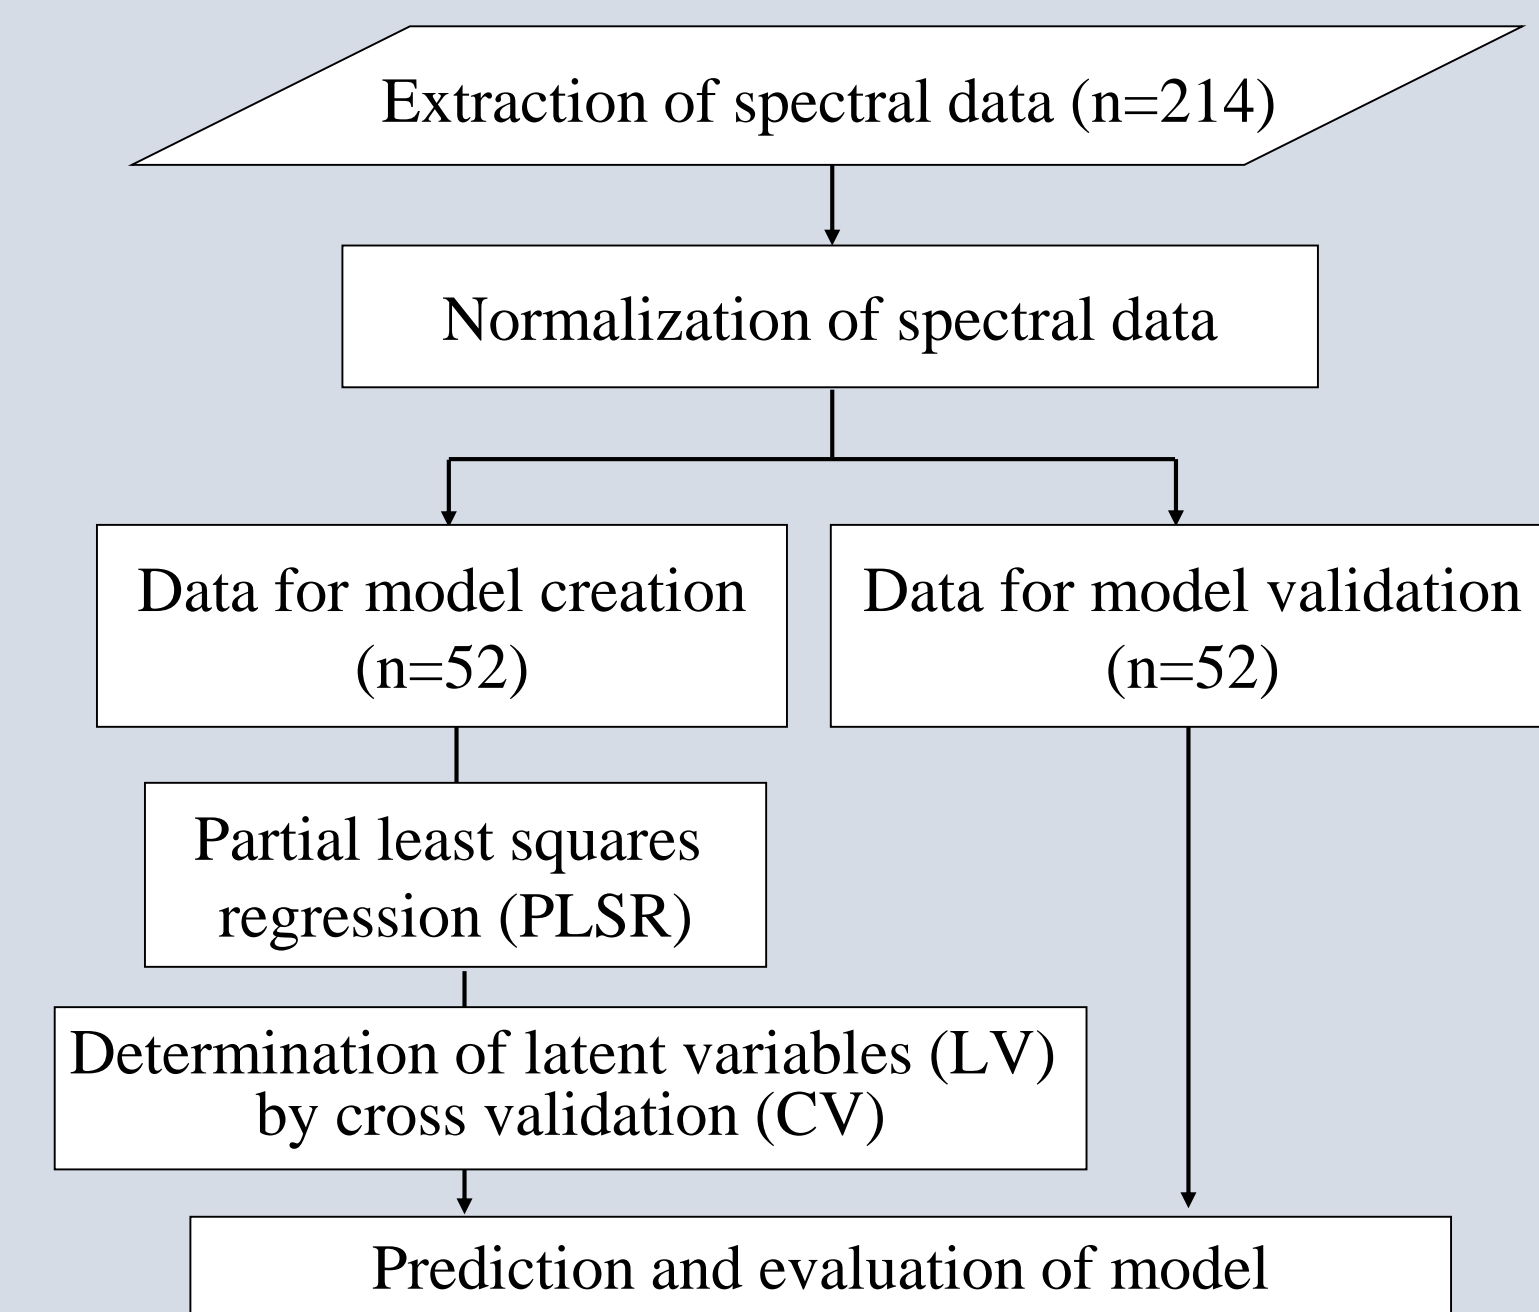 Extraction of spectral data (n=214)
Normalization of spectral data
Data for model creation
(n=52)
Data for model validation
(n=52)
Partial least squares
regression (PLSR)
Determination of latent variables (LV)
by cross validation (CV)
Prediction and evaluation of model